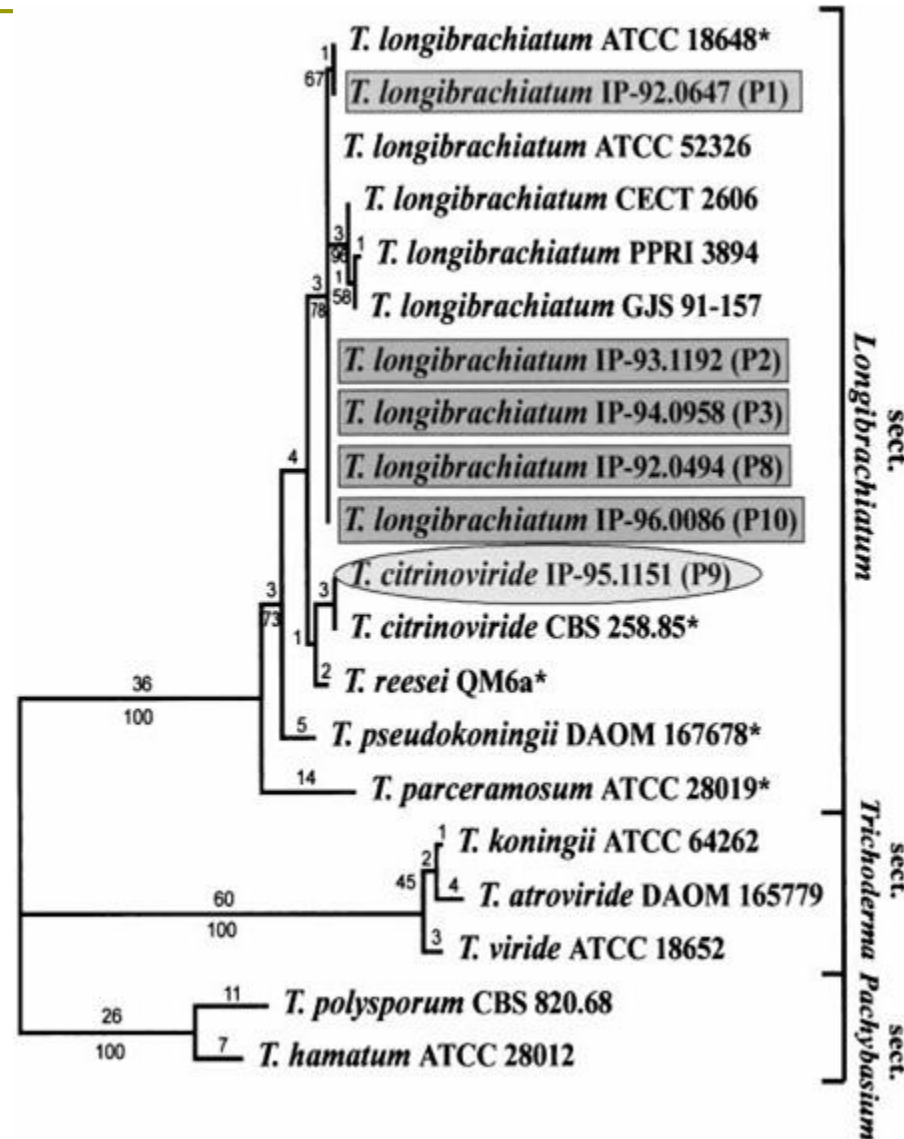 1
T. longibrachiatum ATCC 18648*
67
T. longibrachiatum IP-92.0647 (P1)
T. longibrachiatum ATCC 52326
T. longibrachiatum CECT 2606
3
96
1
T. longibrachiatum PPRI 3894
3
78
1
58
T. longibrachiatum GJS 91-157
T. longibrachiatum IP-93.1192 (P2)
T. longibrachiatum IP-94.0958 (P3)
4
T. longibrachiatum IP-92.0494 (P8)
T. longibrachiatum IP-96.0086 (P10)
T. citrinoviride IP-95.1151 (P9)
3
73
3
T. citrinoviride CBS 258.85*
1
2
T. reesei QM6a*
36
100
5
T. pseudokoningii DAOM 167678*
14
T. parceramosum ATCC 28019*
sect.
Longibrachiatum
1
T. koningii ATCC 64262
2
45
4
T. atroviride DAOM 165779
60
100
3
T. viride ATCC 18652
sect.
Trichoderma
11
T. polysporum CBS 820.68
26
100
7
T. hamatum ATCC 28012
sect.
Pachybasium